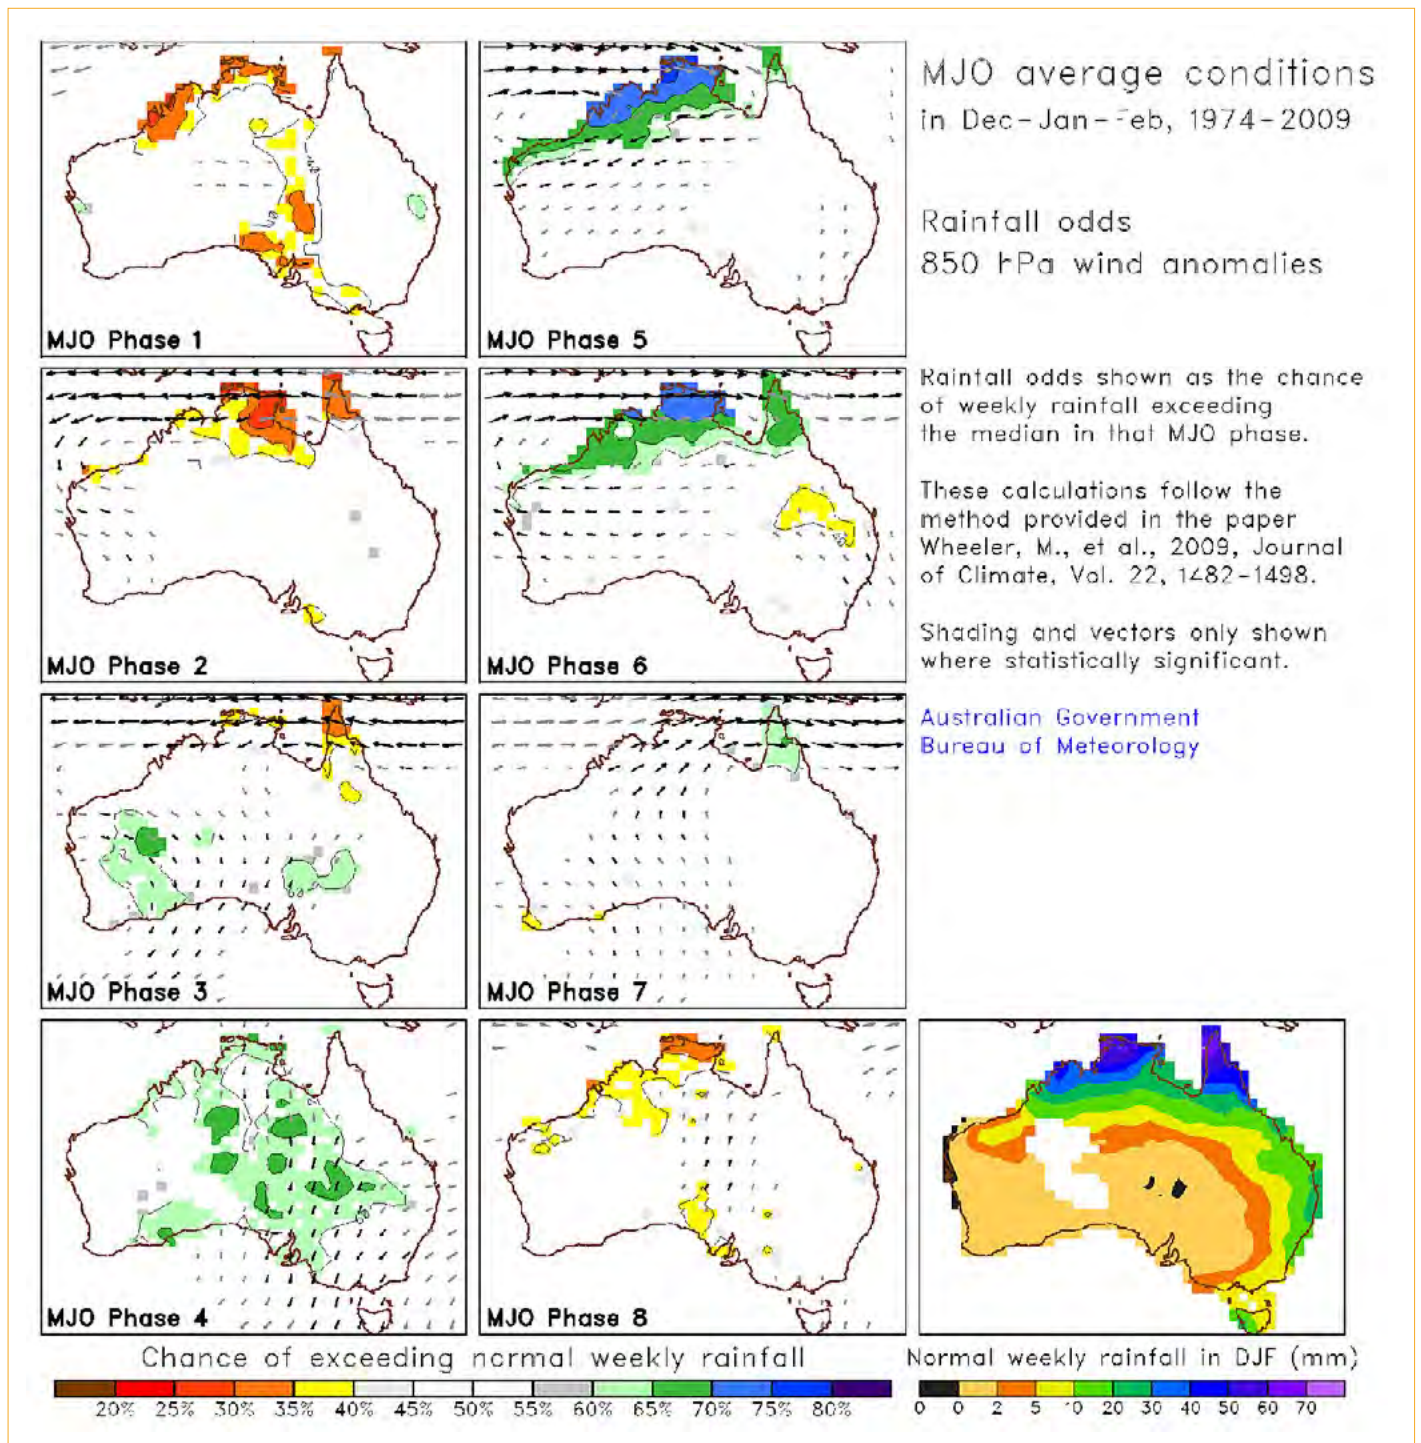 MJO average conditions
in Dec-Jan-Feb, 1974-2009
Rainfall odds
850 hPa wind anomalies
Rainfall odds shown as the chance
of weekly rainfall exceeding
the median in that MJO phase.
These calculations follow the
method provided in the paper
Wheeler, M., et al., 2009, Journal
of Climate, Vol. 22, 1482-1498.
Shading and vectors only shown
where statistically significant.
Australian Government
Bureau of Meteorology
MJO Phase 1
MJO Phase 5
MJO Phase 2
MJO Phase 6
MJO Phase 3
MJO Phase 7
MJO Phase 4
MJO Phase 8
Chance of exceeding normal weekly rainfall
20% 25% 30% 35% 40% 45% 50% 55% 60% 65% 70% 75% 80%
Normal weekly rainfall in DJF (mm)
0 0 2 5 10 20 30 40 50 60 70